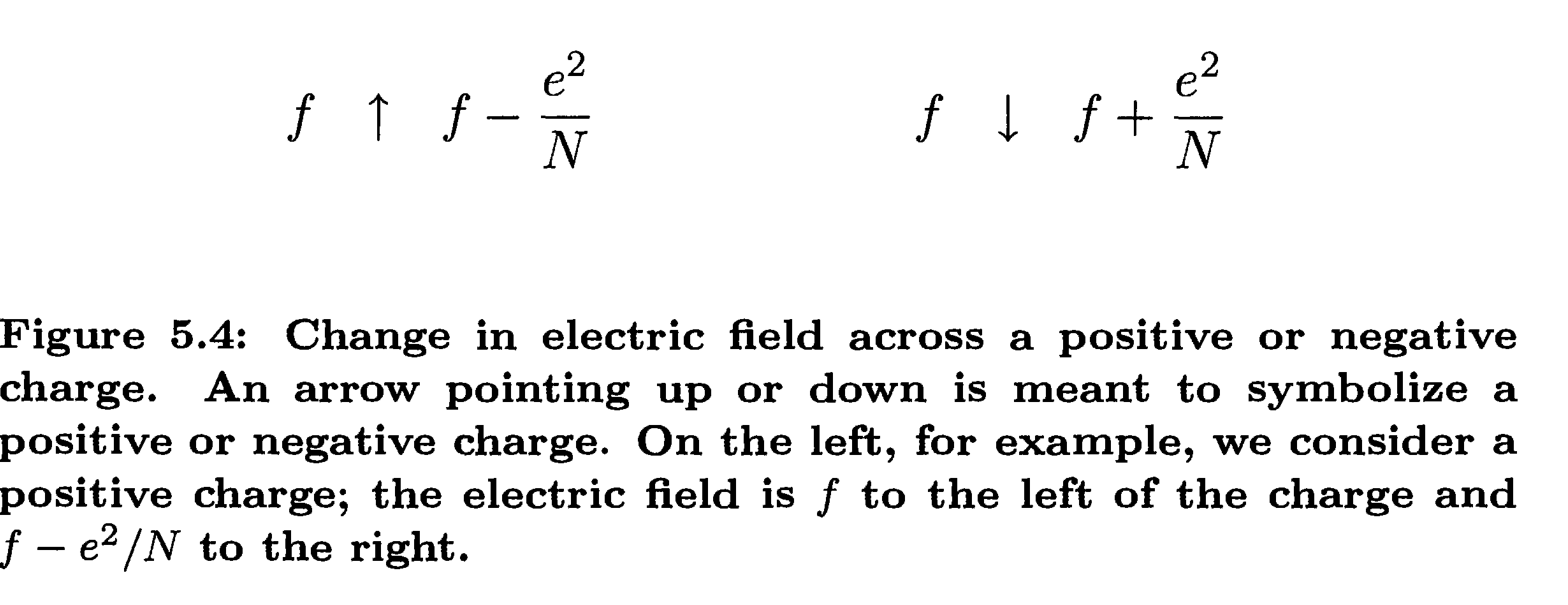 f ↑ f − e²/N f ↓ f + e²/N
Figure 5.4: Change in electric field across a positive or negative
charge. An arrow pointing up or down is meant to symbolize a
positive or negative charge. On the left, for example, we consider a
positive charge; the electric field is f to the left of the charge and
f − e²/N to the right.